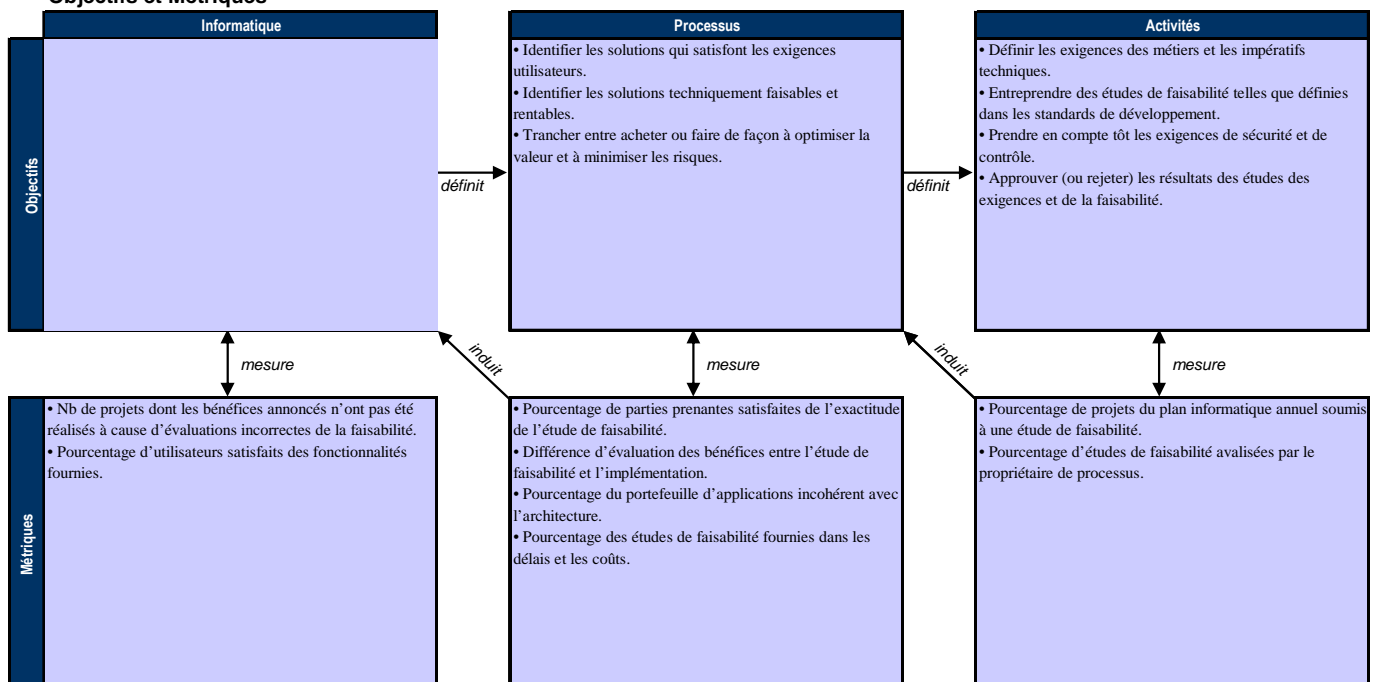 Objectifs et Métriques
Informatique
Processus
Activités
Objectifs
• Identifier les solutions qui satisfont les exigences
utilisateurs.
• Identifier les solutions techniquement faisables et
rentables.
• Trancher entre acheter ou faire de façon à optimiser la
valeur et à minimiser les risques.
• Définir les exigences des métiers et les impératifs
techniques.
• Entreprendre des études de faisabilité telles que définies
dans les standards de développement.
• Prendre en compte tôt les exigences de sécurité et de
contrôle.
• Approuver (ou rejeter) les résultats des études des
exigences et de la faisabilité.
définit
définit
mesure
induit
mesure
induit
mesure
Métriques
• Nb de projets dont les bénéfices annoncés n’ont pas été
réalisés à cause d’évaluations incorrectes de la faisabilité.
• Pourcentage d’utilisateurs satisfaits des fonctionnalités
fournies.
• Pourcentage de parties prenantes satisfaites de l’exactitude
de l’étude de faisabilité.
• Différence d’évaluation des bénéfices entre l’étude de
faisabilité et l’implémentation.
• Pourcentage du portefeuille d’applications incohérent avec
l’architecture.
• Pourcentage des études de faisabilité fournies dans les
délais et les coûts.
• Pourcentage de projets du plan informatique annuel soumis
à une étude de faisabilité.
• Pourcentage d’études de faisabilité avalisées par le
propriétaire de processus.